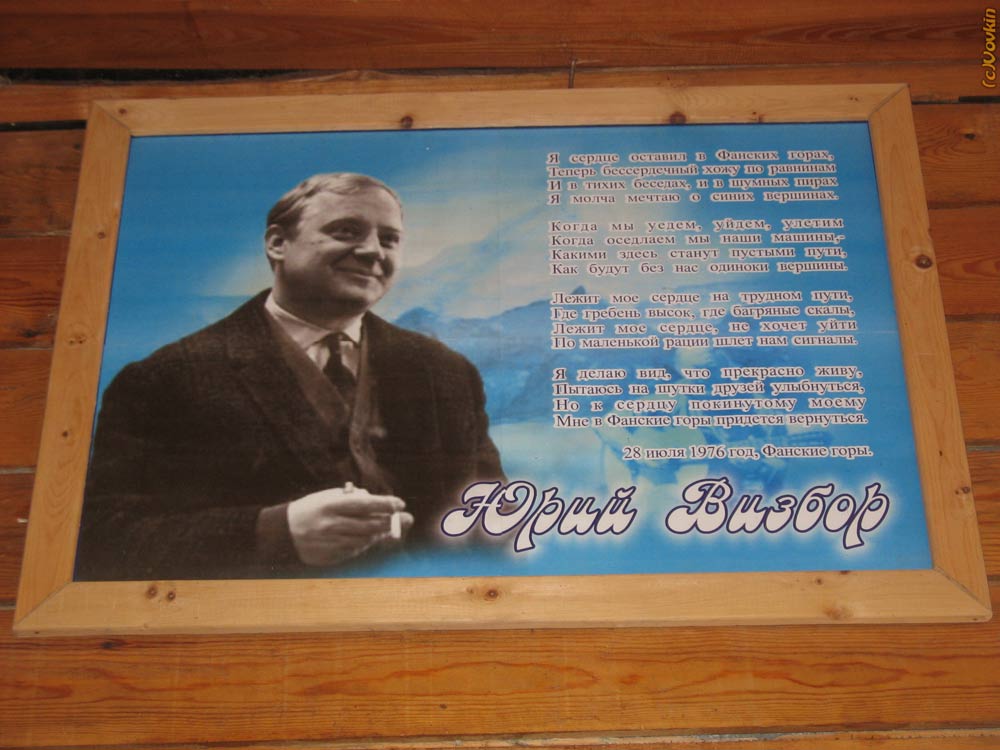 Я сердце оставил в Фанских горах,
Теперь бессердечный хожу по равнинам
И в тихих беседах, и в шумных пирах
Я молча мечтаю о синих вершинах.
Когда мы уедем, уйдем, улетим
Когда оседлаем мы наши машины,-
Какими здесь станут пустыми пути,
Как будут без нас одиноки вершины.
Лежит мое сердце на трудном пути,
Где гребень высок, где багряные скалы,
Лежит мое сердце, не хочет уйти
По маленькой рации шлет нам сигналы.
Я делаю вид, что прекрасно живу,
Пытаюсь на шутки друзей улыбнуться,
Но к сердцу покинутому моему
Мне в Фанские горы придется вернуться.
28 июля 1976 год, Фанские горы.
Юрий Визбор
(c)Vovkin